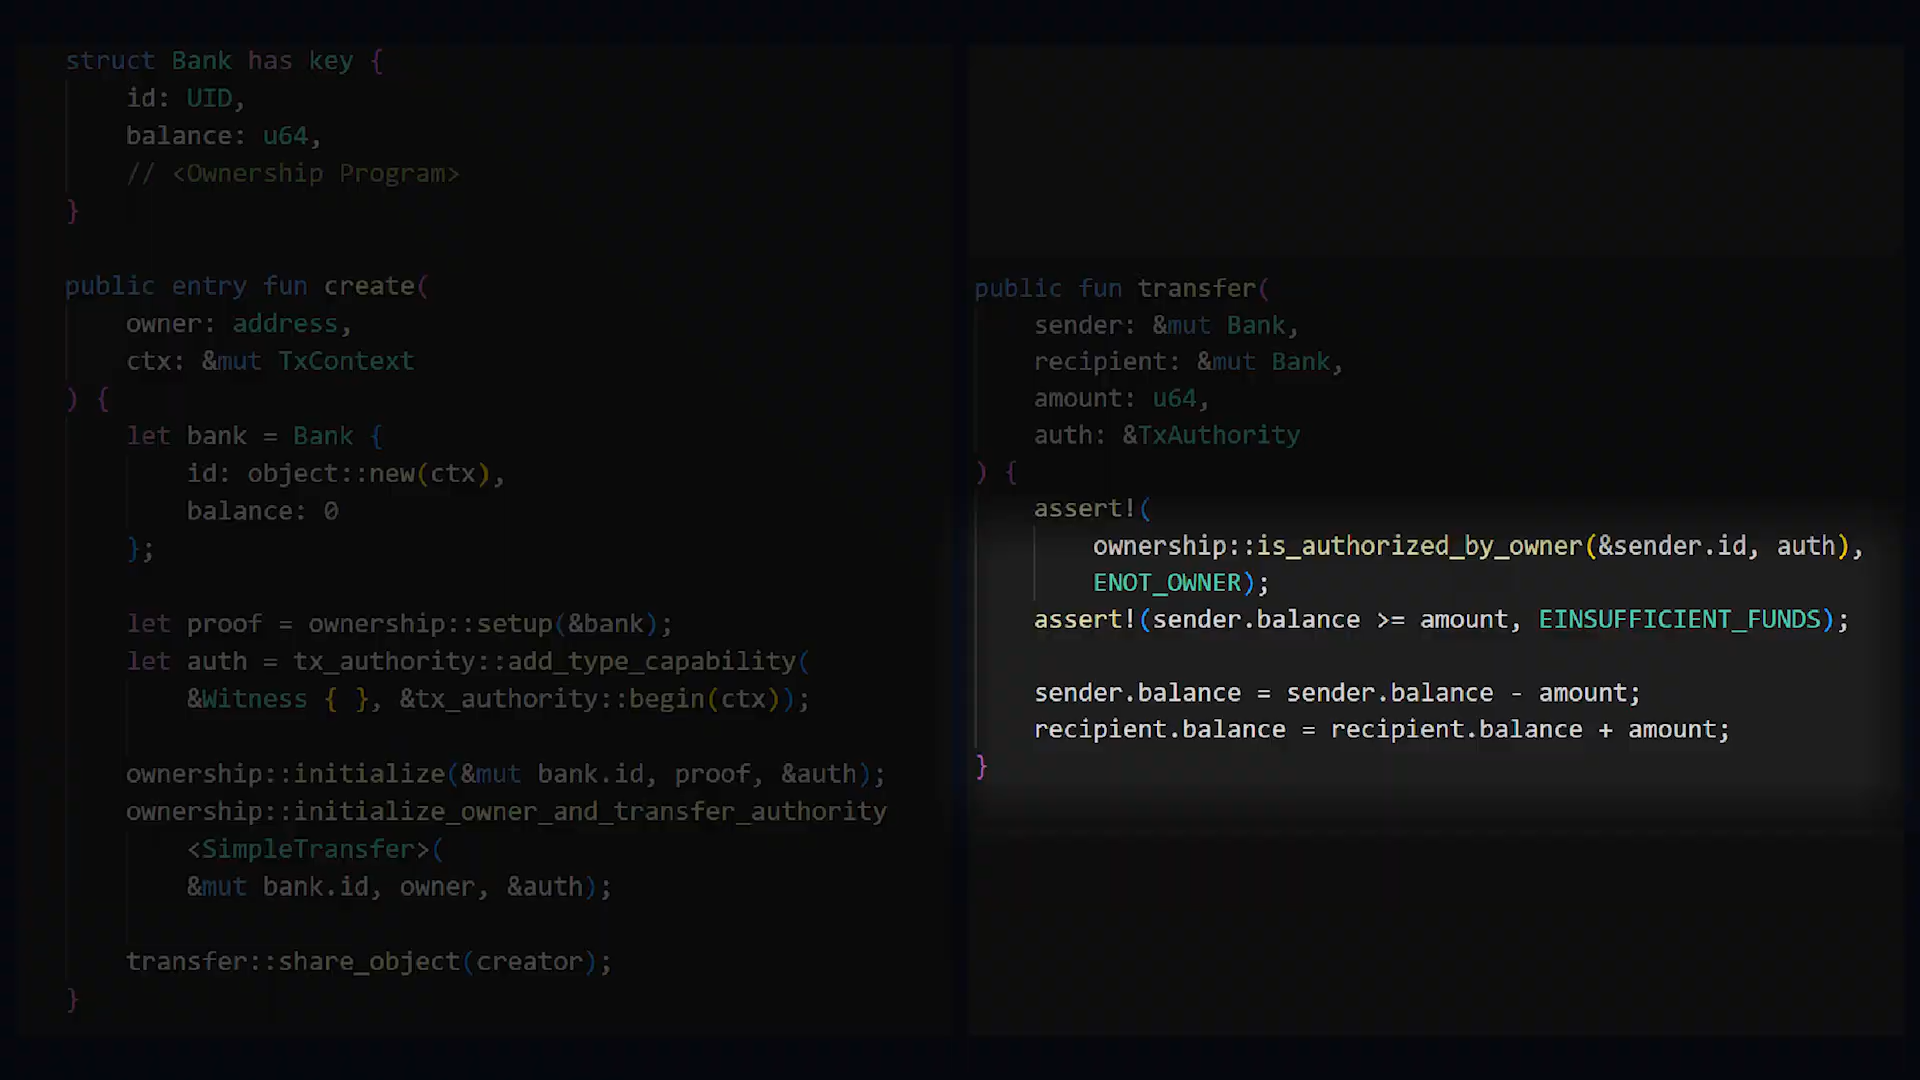 struct Bank has key {
    id: UID,
    balance: u64,
    // <Ownership Program>
}
public entry fun create(
    owner: address,
    ctx: &mut TxContext
) {
    let bank = Bank {
        id: object::new(ctx),
        balance: 0
    };
    let proof = ownership::setup(&bank);
    let auth = tx_authority::add_type_capability(
        &Witness { }, &tx_authority::begin(ctx));
    ownership::initialize(&mut bank.id, proof, &auth);
    ownership::initialize_owner_and_transfer_authority
        <SimpleTransfer>(
        &mut bank.id, owner, &auth);
    transfer::share_object(creator);
}
public fun transfer(
    sender: &mut Bank,
    recipient: &mut Bank,
    amount: u64,
    auth: &TxAuthority
) {
    assert!(
        ownership::is_authorized_by_owner(&sender.id, auth),
        ENOT_OWNER);
    assert!(sender.balance >= amount, EINSUFFICIENT_FUNDS);
    sender.balance = sender.balance - amount;
    recipient.balance = recipient.balance + amount;
}